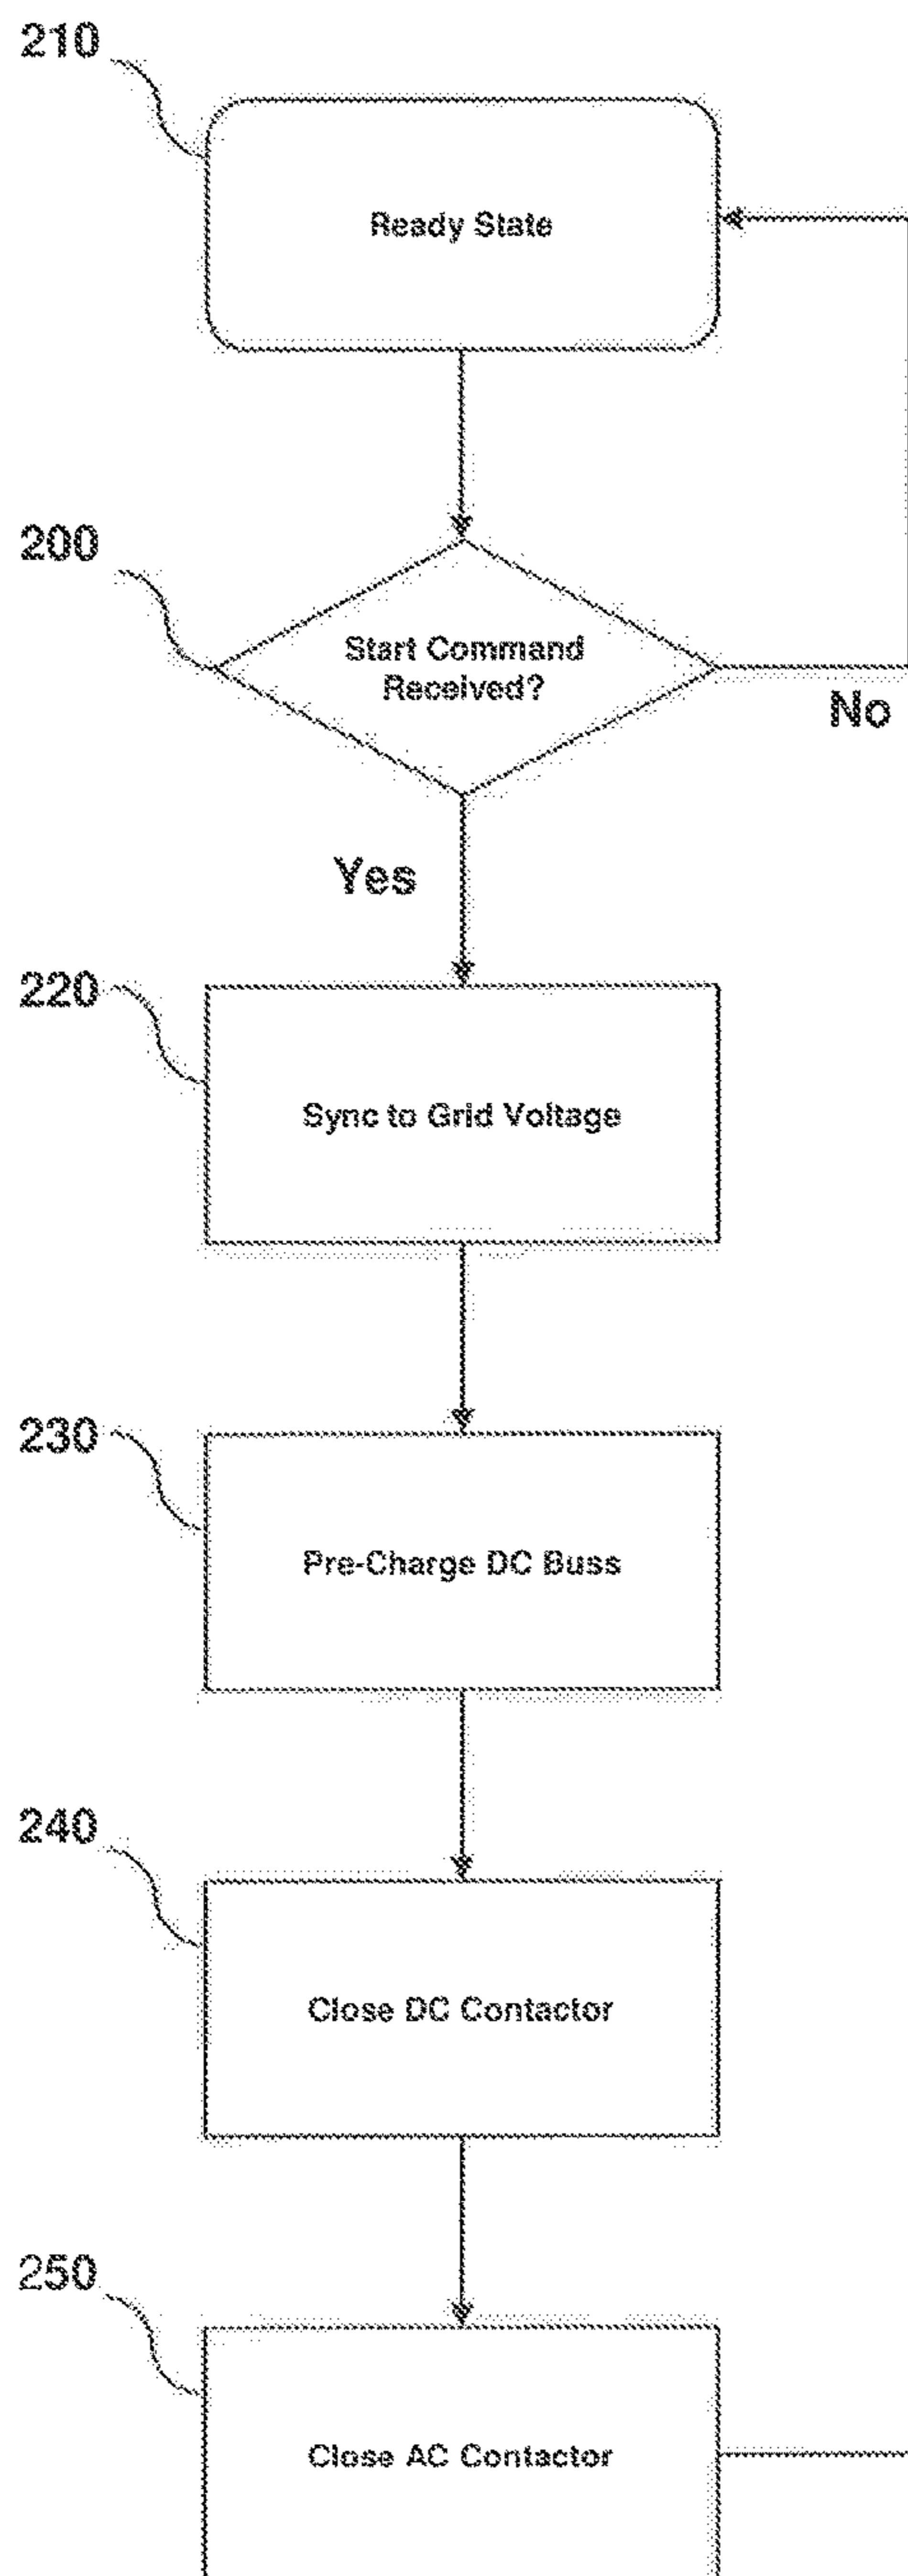 210
Ready State
200
Start Command
Received?
No
Yes
220
Sync to Grid Voltage
230
Pre-Charge DC Buss
240
Close DC Contactor
250
Close AC Contactor